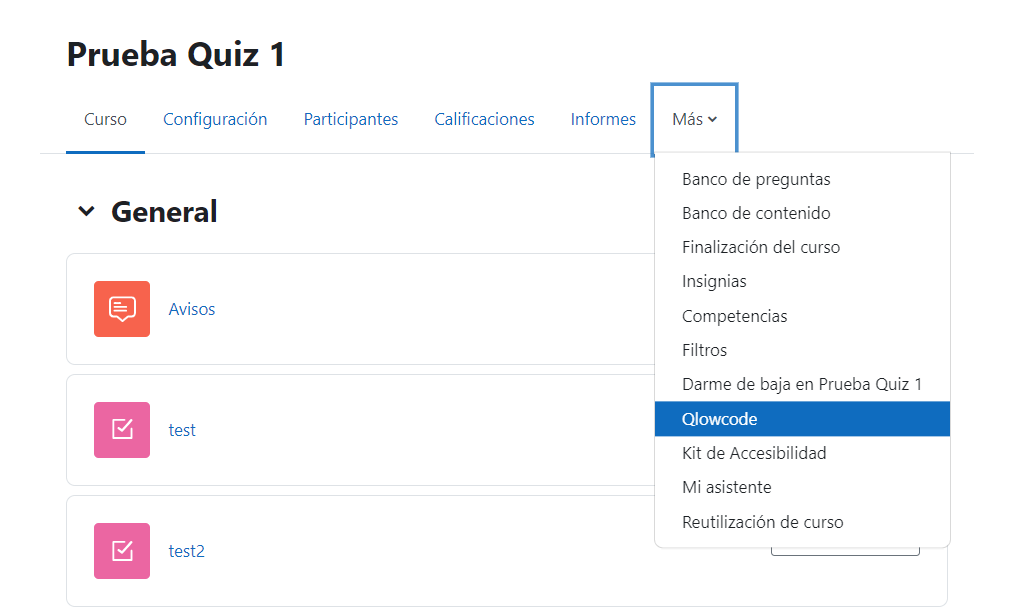 Prueba Quiz 1
Curso Configuración Participantes Calificaciones Informes Más
Banco de preguntas
Banco de contenido
Finalización del curso
Insignias
Competencias
Filtros
Darme de baja en Prueba Quiz 1
Qlowcode
Kit de Accesibilidad
Mi asistente
Reutilización de curso
General
Avisos
test
test2